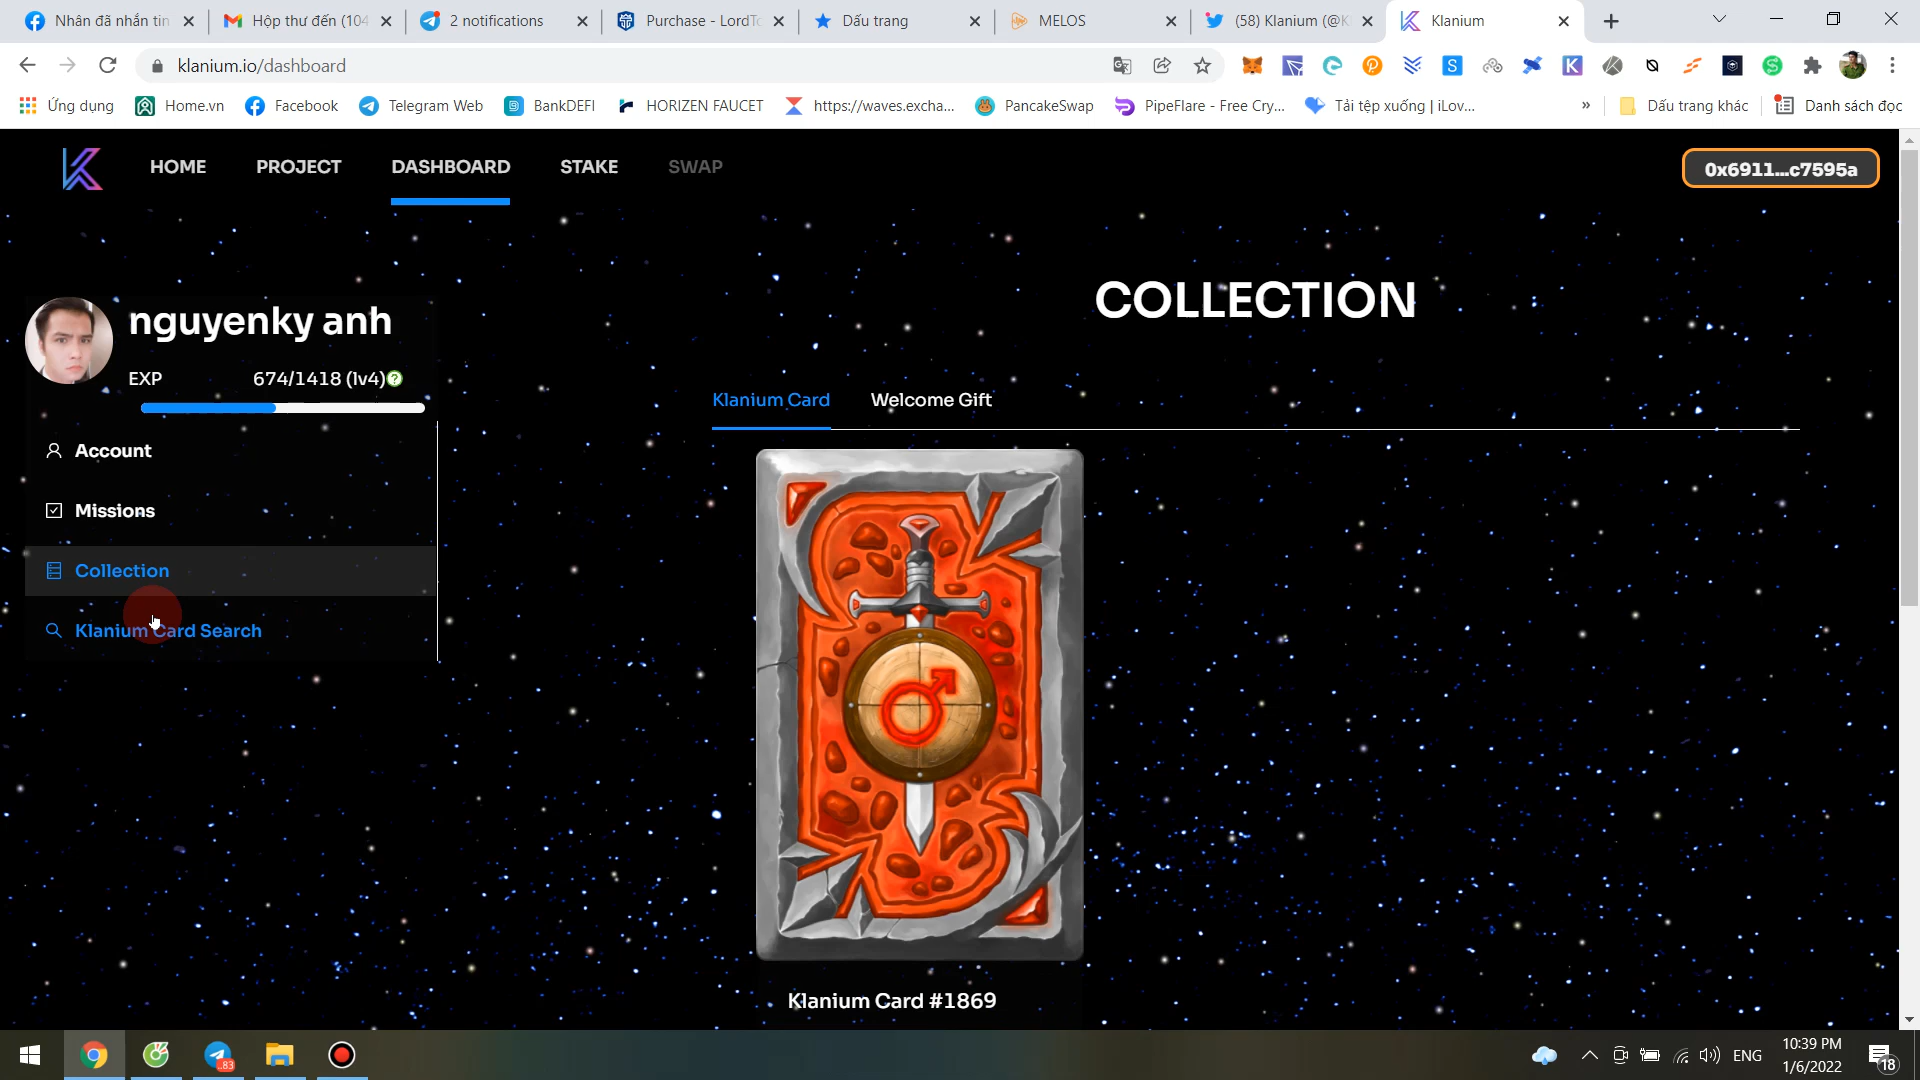 Nhân đã nhắn tin
Hộp thư đến (104
2 notifications
Purchase - LordTo
Dấu trang
MELOS
(58) Klanium (@K
Klanium
klanium.io/dashboard
Ứng dụng
Home.vn
Facebook
Telegram Web
BankDEFI
HORIZEN FAUCET
https://waves.excha...
PancakeSwap
PipeFlare - Free Cry...
Tải tệp xuống | iLov...
»
Dấu trang khác
Danh sách đọc
HOME
PROJECT
DASHBOARD
STAKE
SWAP
0x6911...c7595a
nguyenky anh
EXP
674/1418 (lv4)
Account
Missions
Collection
Klanium Card Search
COLLECTION
Klanium Card
Welcome Gift
Klanium Card #1869
83
ENG
10:39 PM
1/6/2022
18